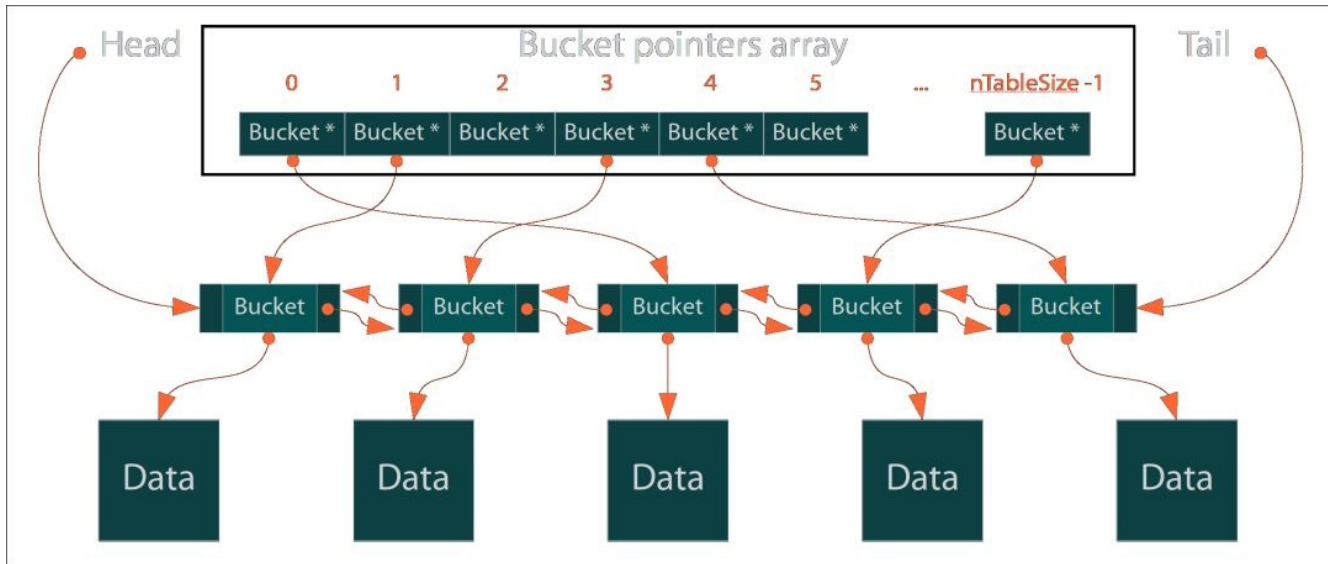 Head Bucket pointers array Tail
0 1 2 3 4 5 ... nTableSize -1
Bucket * Bucket * Bucket * Bucket * Bucket * Bucket * Bucket *
Bucket Bucket Bucket Bucket Bucket
Data Data Data Data Data